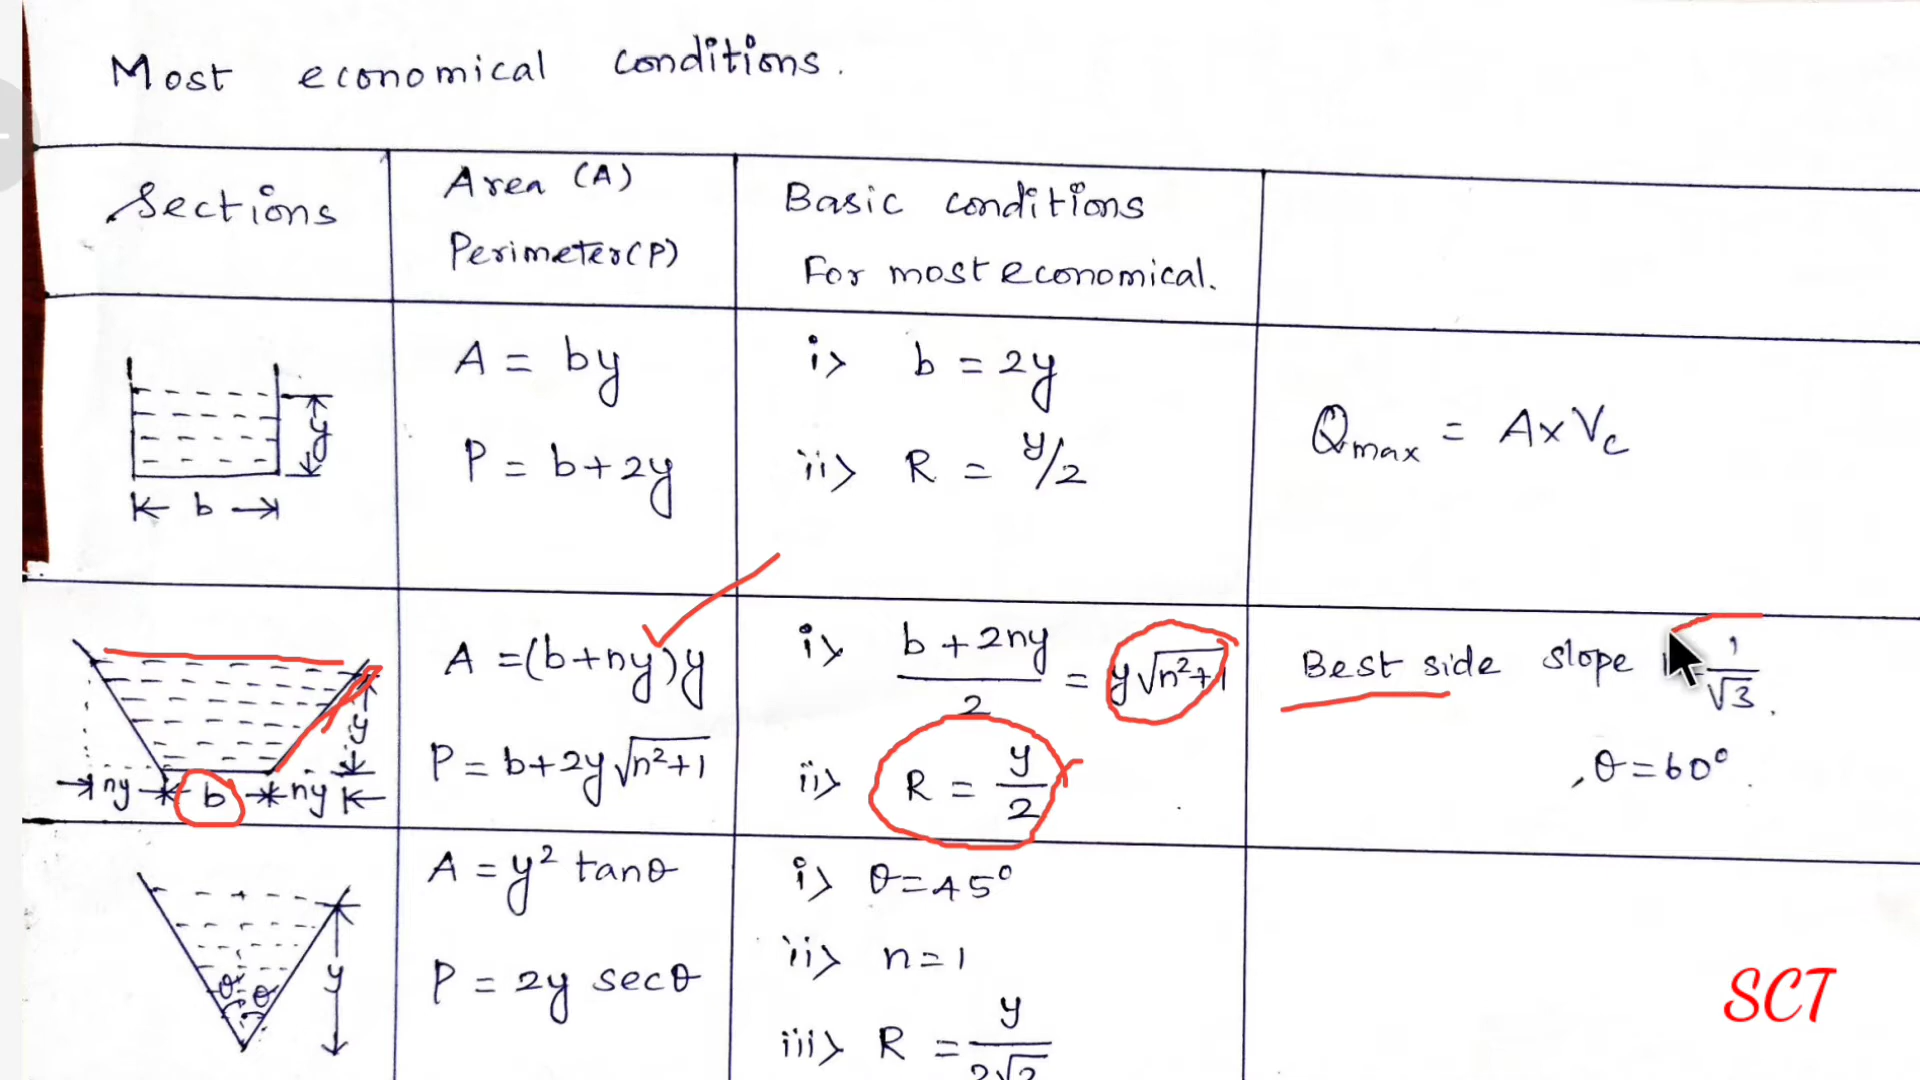 Most economical conditions.
Sections
Area (A)
Perimeter(P)
Basic conditions
For most economical.
y
b
A = by
P = b+2y
i> b = 2y
ii> R = y/2
Qmax = A×Vc
ny b ny y
A =(b+ny)y
P = b+2y√n²+1
i> b+2ny/2 = y√n²+1
ii> R = y/2
Best side slope 1/√3.
θ=60°
θ θ y
A = y² tanθ
P = 2y secθ
i> θ=45°
ii> n=1
iii> R = y/2√2
SCT